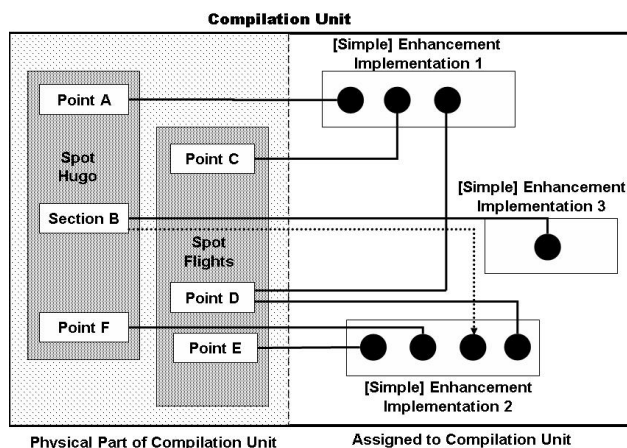 Compilation Unit
[Simple] Enhancement
Implementation 1
Point A
Point C
Spot
Hugo
[Simple] Enhancement
Implementation 3
Section B
Spot
Flights
Point D
Point F
Point E
[Simple] Enhancement
Implementation 2
Physical Part of Compilation Unit
Assigned to Compilation Unit